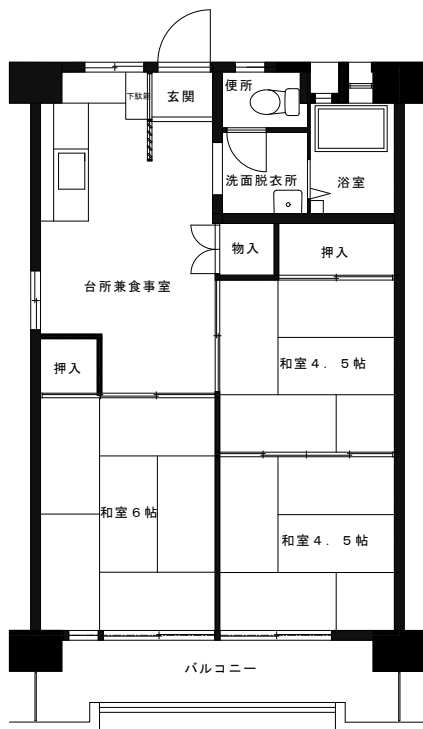 便所
下駄箱
玄関
洗面脱衣所
浴室
物入
押入
台所兼食事室
押入
和室４．５帖
和室６帖
和室４．５帖
バルコニー